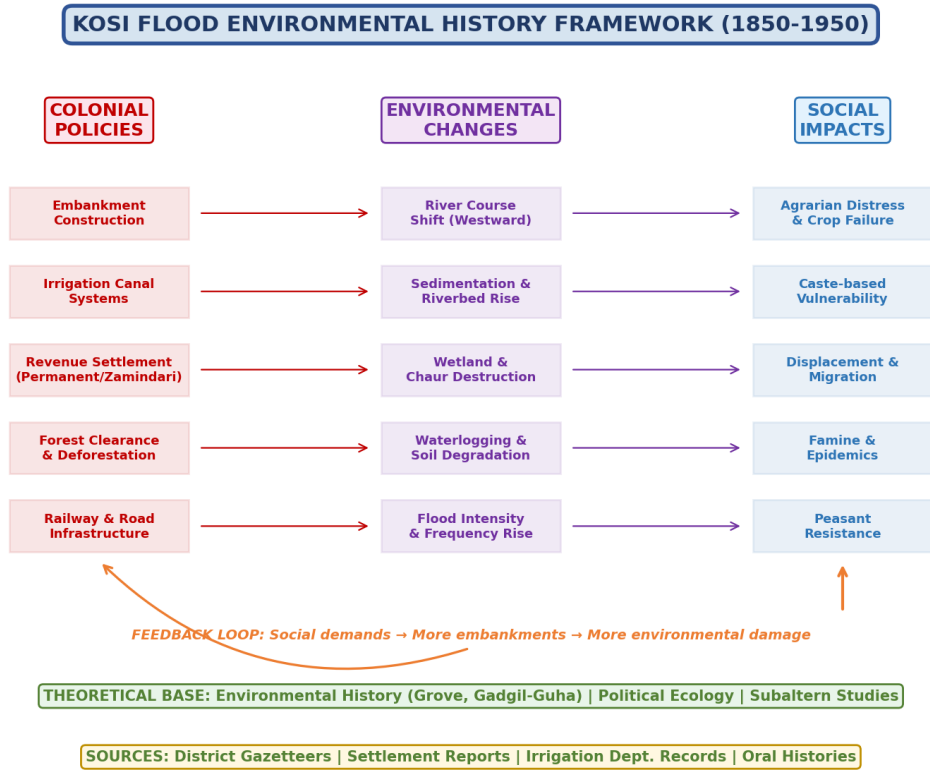 KOSI FLOOD ENVIRONMENTAL HISTORY FRAMEWORK (1850-1950)
COLONIAL
POLICIES
ENVIRONMENTAL
CHANGES
SOCIAL
IMPACTS
Embankment
Construction
River Course
Shift (Westward)
Agrarian Distress
& Crop Failure
Irrigation Canal
Systems
Sedimentation &
Riverbed Rise
Caste-based
Vulnerability
Revenue Settlement
(Permanent/Zamindari)
Wetland &
Chaur Destruction
Displacement &
Migration
Forest Clearance
& Deforestation
Waterlogging &
Soil Degradation
Famine &
Epidemics
Railway & Road
Infrastructure
Flood Intensity
& Frequency Rise
Peasant
Resistance
FEEDBACK LOOP: Social demands → More embankments → More environmental damage
THEORETICAL BASE: Environmental History (Grove, Gadgil-Guha) | Political Ecology | Subaltern Studies
SOURCES: District Gazetteers | Settlement Reports | Irrigation Dept. Records | Oral Histories